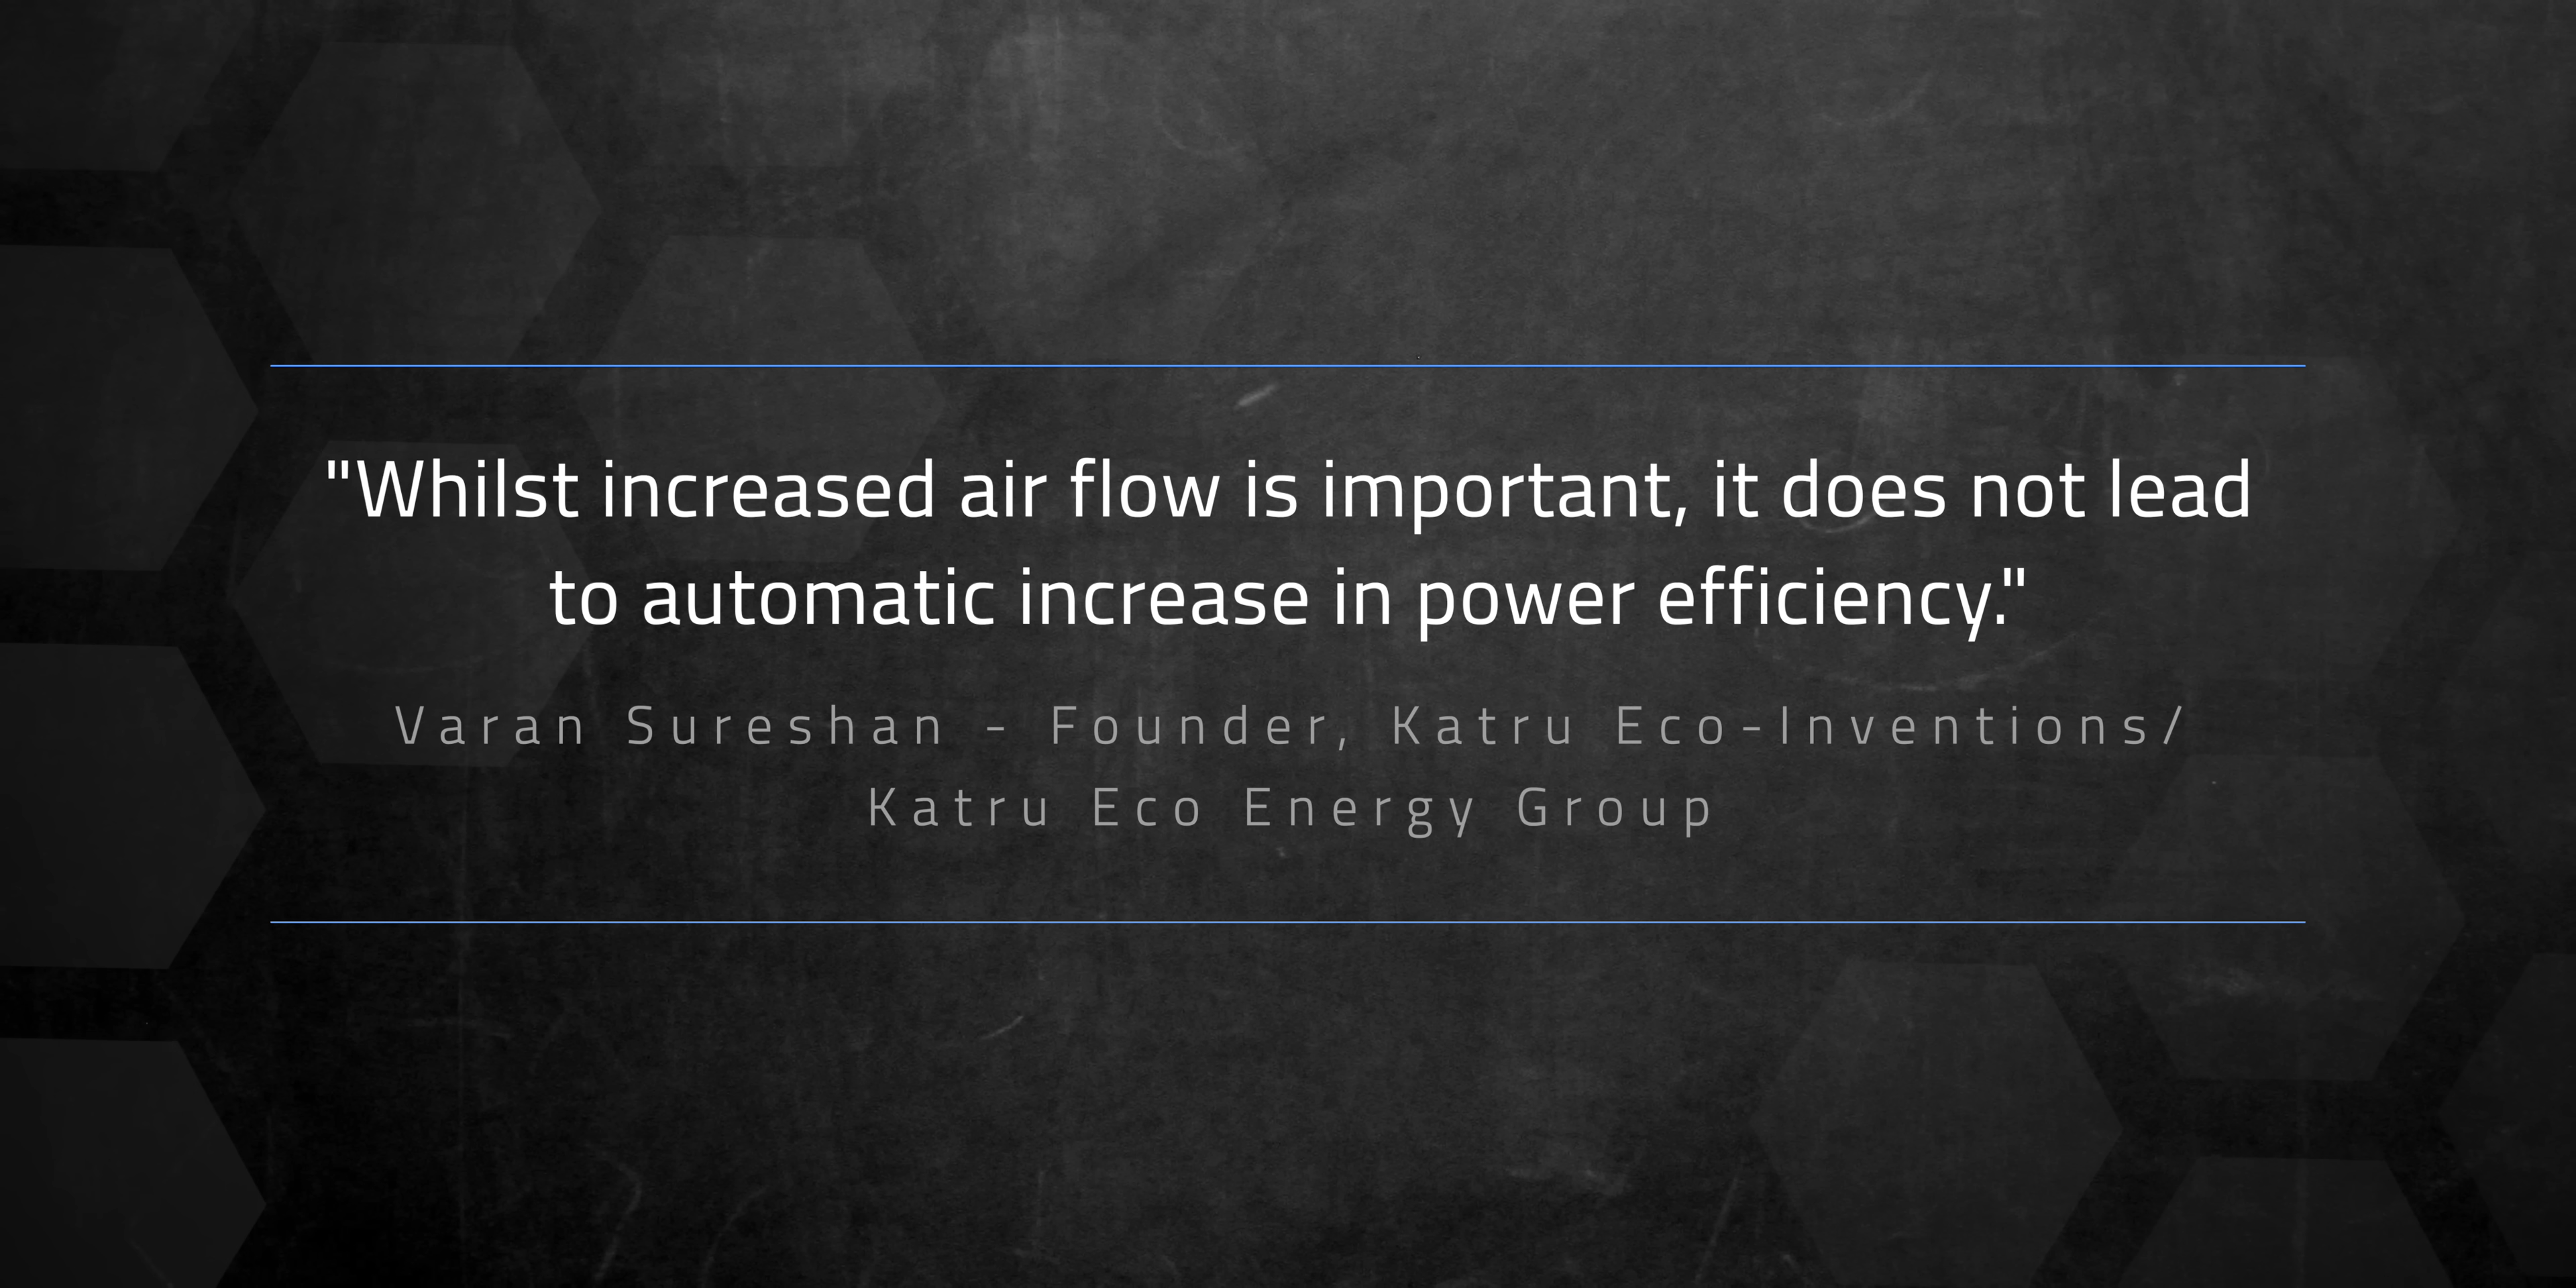 "Whilst increased air flow is important, it does not lead
to automatic increase in power efficiency."
Varan Sureshan - Founder, Katru Eco-Inventions/
Katru Eco Energy Group